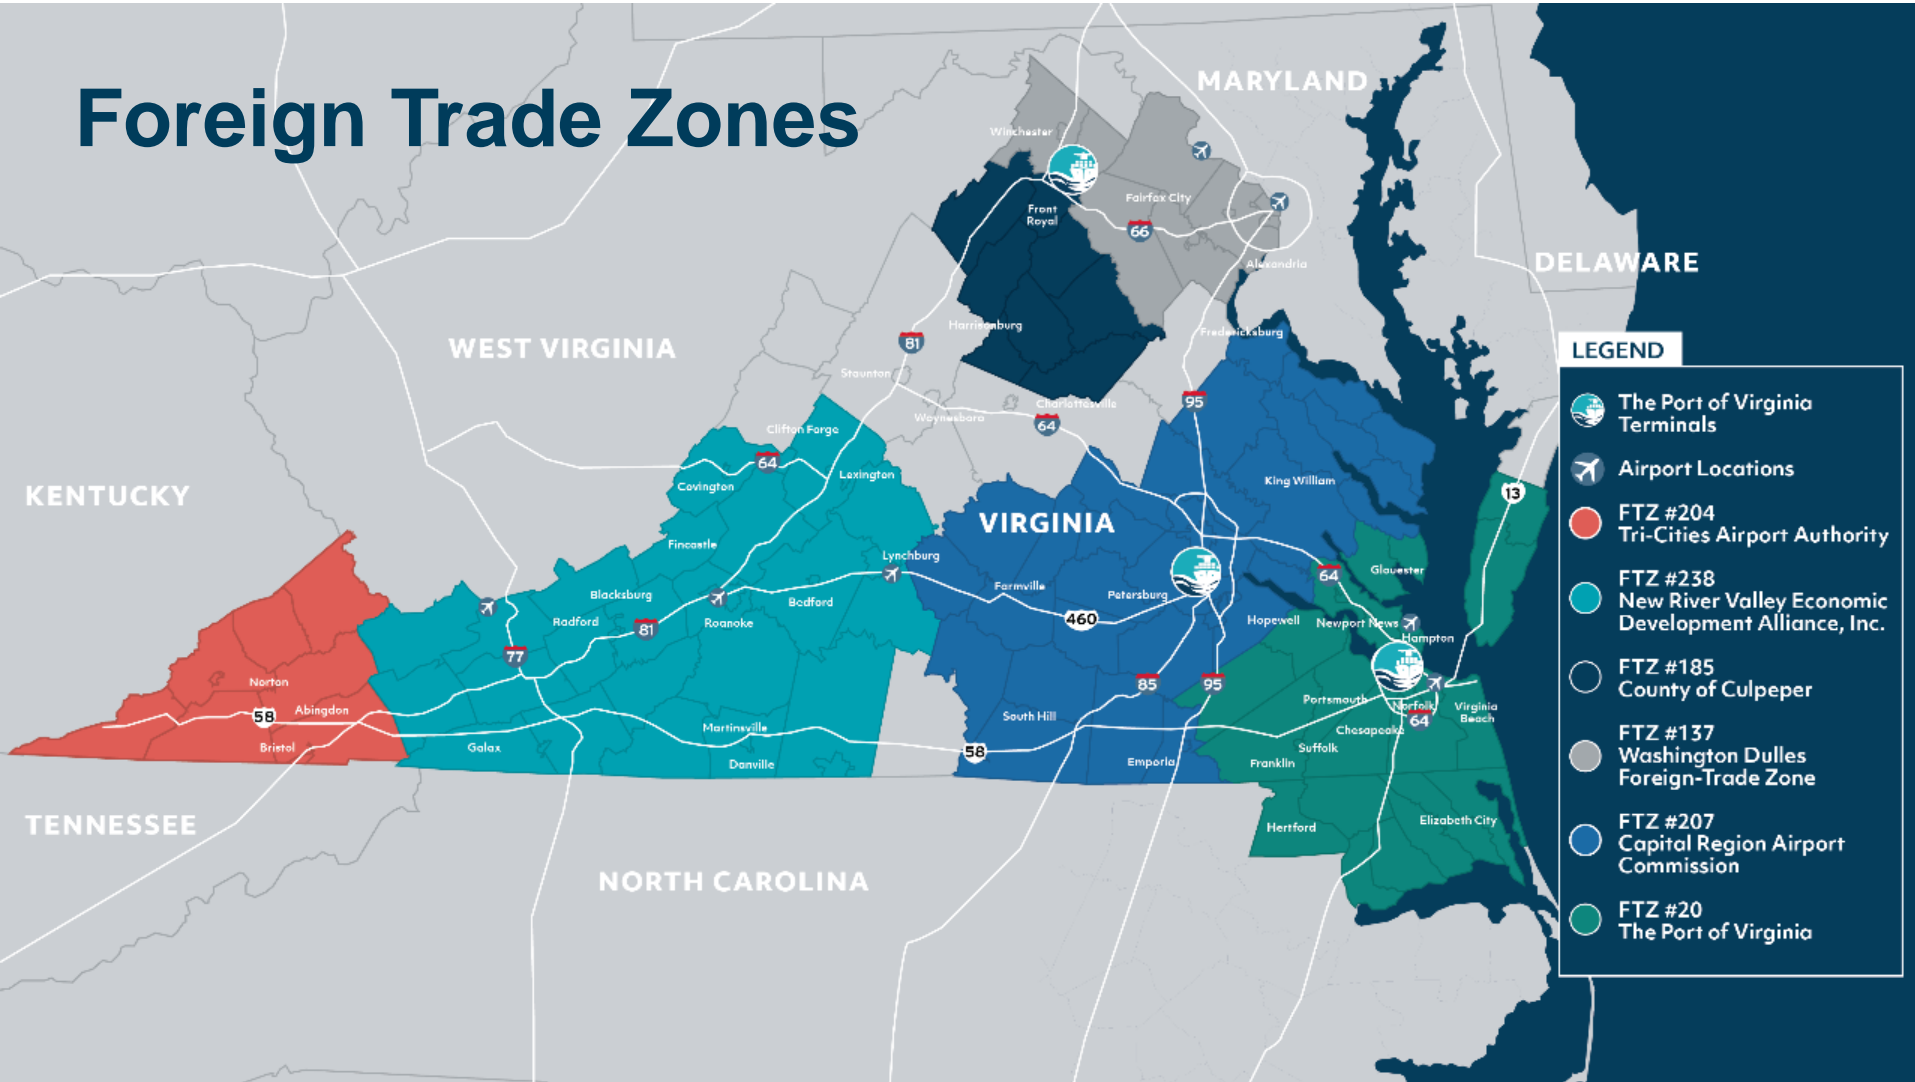 Foreign Trade Zones
MARYLAND
Winchester
Fairfax City
Front
Royal
66
DELAWARE
Alexandria
Harrisonburg
Fredericksburg
81
WEST VIRGINIA
Staunton
Charlottesville
95
Waynesboro
64
Clifton Forge
64
Lexington
Covington
King William
KENTUCKY
13
VIRGINIA
Fincastle
Lynchburg
Glouester
64
Farmville
Petersburg
Blacksburg
Bedford
Radford
Roanoke
460
Hopewell
Newport News
Hampton
81
77
Norton
85
95
Portsmouth
Norfolk
Virginia
Beach
58
Abingdon
South Hill
64
Chesapeake
Martinsville
Bristol
Galax
58
Suffolk
Danville
Emporia
Franklin
TENNESSEE
Hertford
Elizabeth City
NORTH CAROLINA
LEGEND
The Port of Virginia
Terminals
Airport Locations
FTZ #204
Tri-Cities Airport Authority
FTZ #238
New River Valley Economic
Development Alliance, Inc.
FTZ #185
County of Culpeper
FTZ #137
Washington Dulles
Foreign-Trade Zone
FTZ #207
Capital Region Airport
Commission
FTZ #20
The Port of Virginia